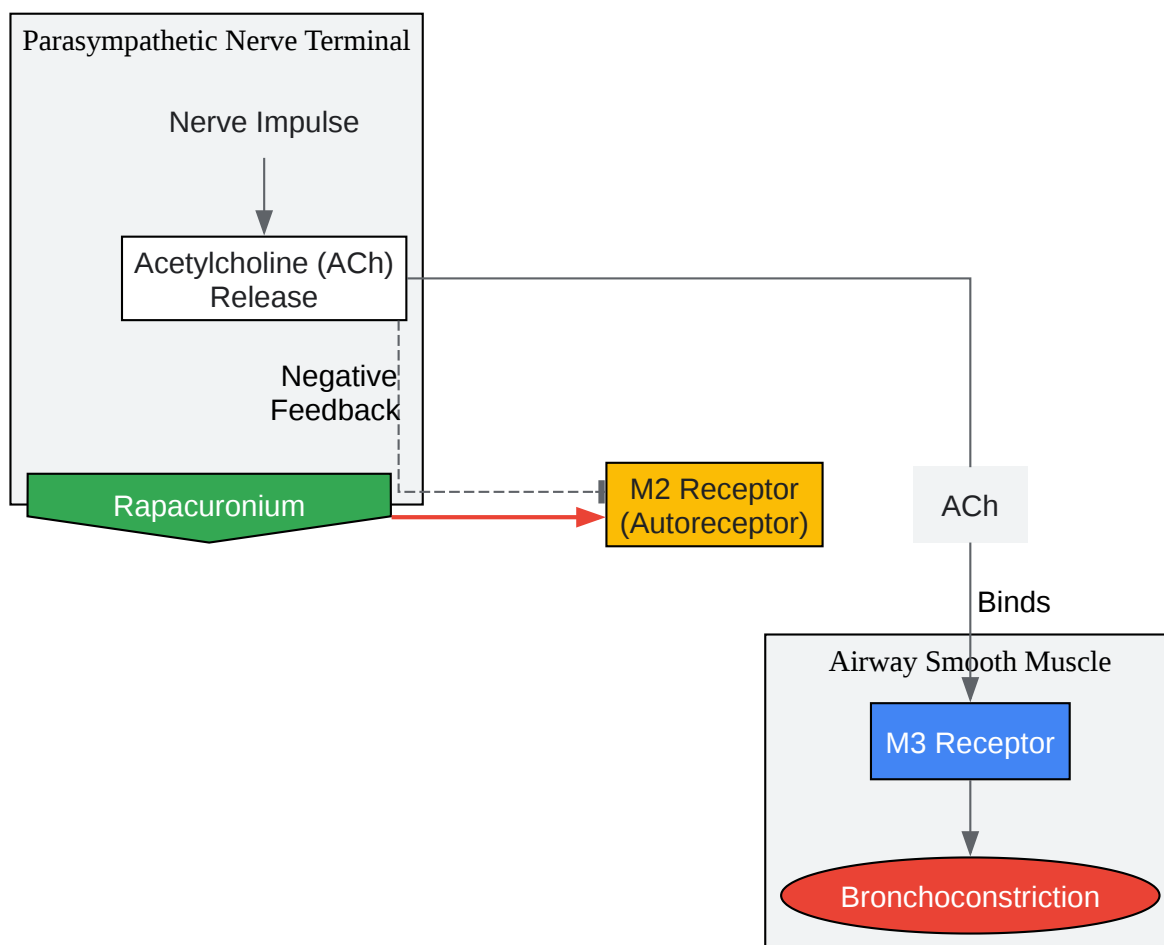 Parasympathetic Nerve Terminal
Nerve Impulse
Acetylcholine (ACh)
Release
Negative
Feedback
Rapacuronium
M2 Receptor
(Autoreceptor)
ACh
Binds
Airway Smooth Muscle
M3 Receptor
Bronchoconstriction